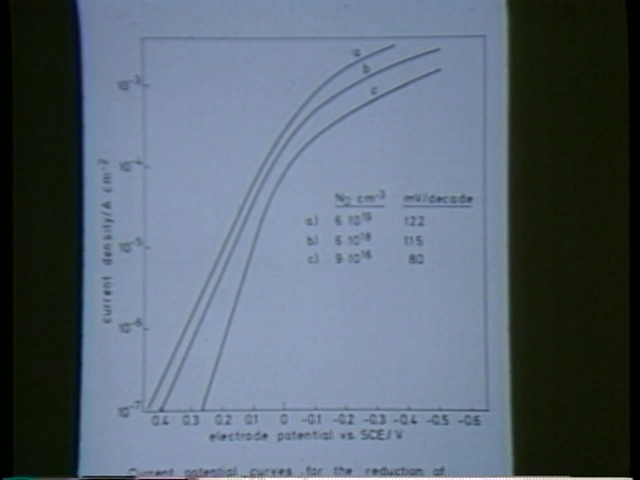 a
b
c
10⁻³
10⁻⁴
10⁻⁵
10⁻⁶
10⁻⁷
current density/A cm⁻²
N_D cm⁻³ mV/decade
a) 6·10¹⁹ 122
b) 6·10¹⁸ 115
c) 9·10¹⁶ 80
0.4 0.3 0.2 0.1 0 -0.1 -0.2 -0.3 -0.4 -0.5 -0.6
electrode potential vs. SCE/V
Current potential curves for the reduction of